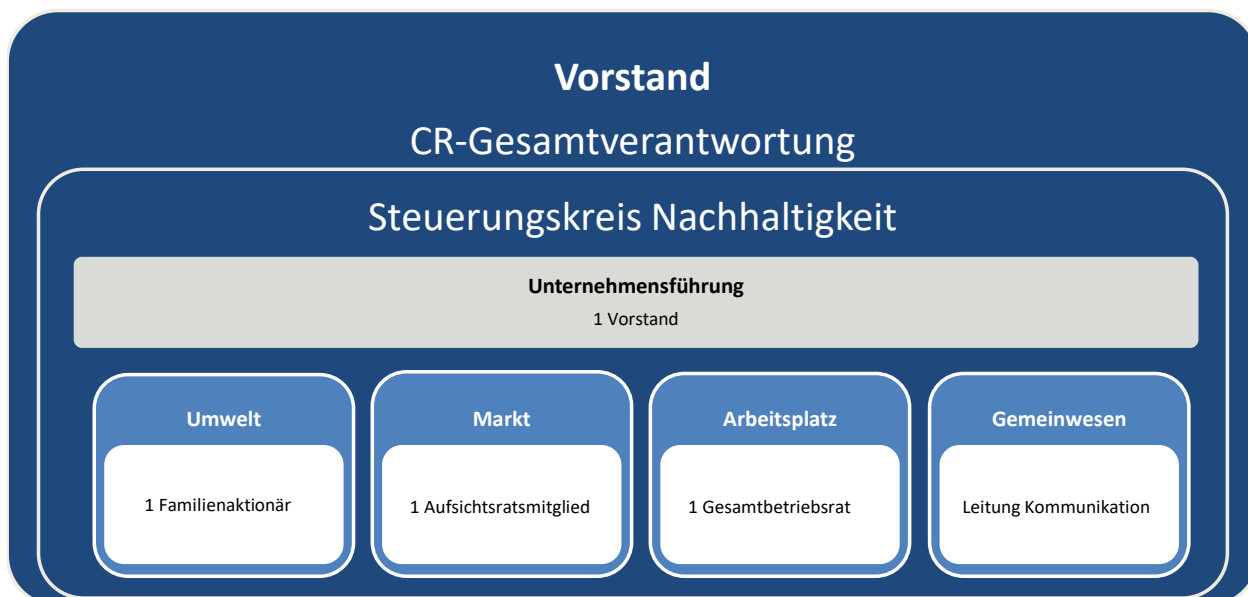 Vorstand
CR-Gesamtverantwortung
Steuerungskreis Nachhaltigkeit
Unternehmensführung
1 Vorstand
Umwelt
1 Familienaktionär
Markt
1 Aufsichtsratsmitglied
Arbeitsplatz
1 Gesamtbetriebsrat
Gemeinwesen
Leitung Kommunikation